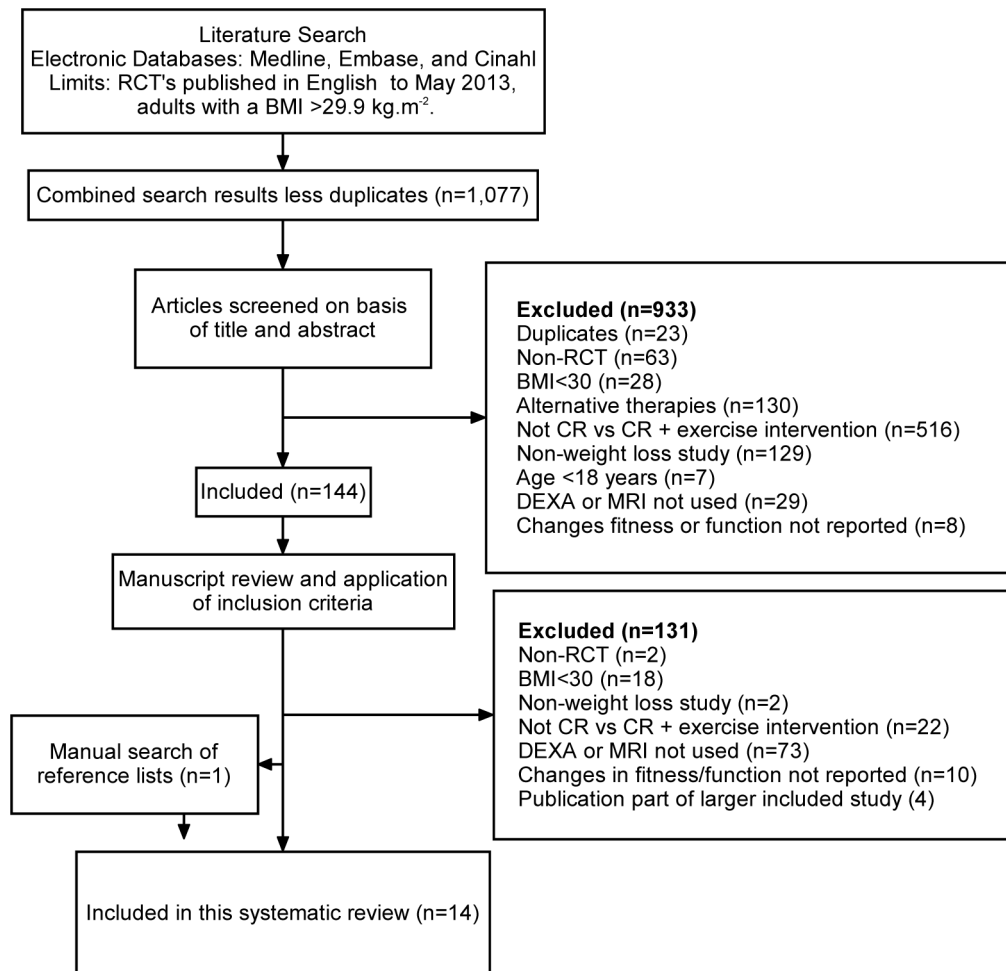 Literature Search
Electronic Databases: Medline, Embase, and Cinahl
Limits: RCT's published in English to May 2013,
adults with a BMI >29.9 kg.m⁻².
Combined search results less duplicates (n=1,077)
Articles screened on basis
of title and abstract
Excluded (n=933)
Duplicates (n=23)
Non-RCT (n=63)
BMI<30 (n=28)
Alternative therapies (n=130)
Not CR vs CR + exercise intervention (n=516)
Non-weight loss study (n=129)
Age <18 years (n=7)
DEXA or MRI not used (n=29)
Changes fitness or function not reported (n=8)
Included (n=144)
Manuscript review and application
of inclusion criteria
Excluded (n=131)
Non-RCT (n=2)
BMI<30 (n=18)
Non-weight loss study (n=2)
Not CR vs CR + exercise intervention (n=22)
DEXA or MRI not used (n=73)
Changes in fitness/function not reported (n=10)
Publication part of larger included study (4)
Manual search of
reference lists (n=1)
Included in this systematic review (n=14)